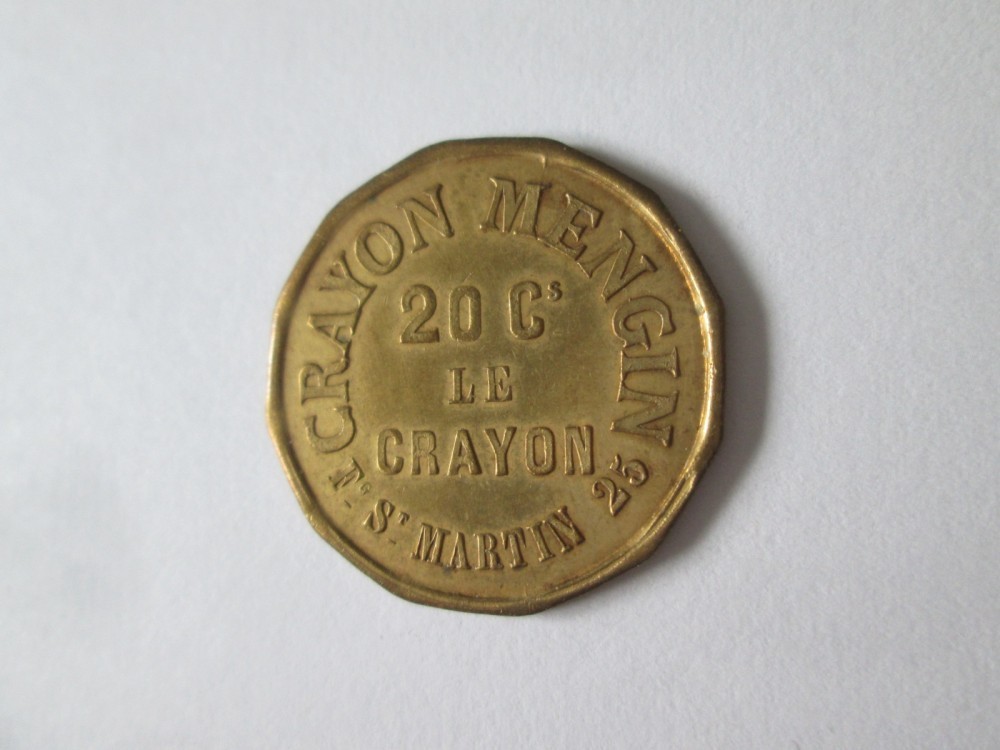 CRAYON MENGIN
20 Cs
LE
CRAYON
Fg St MARTIN 25